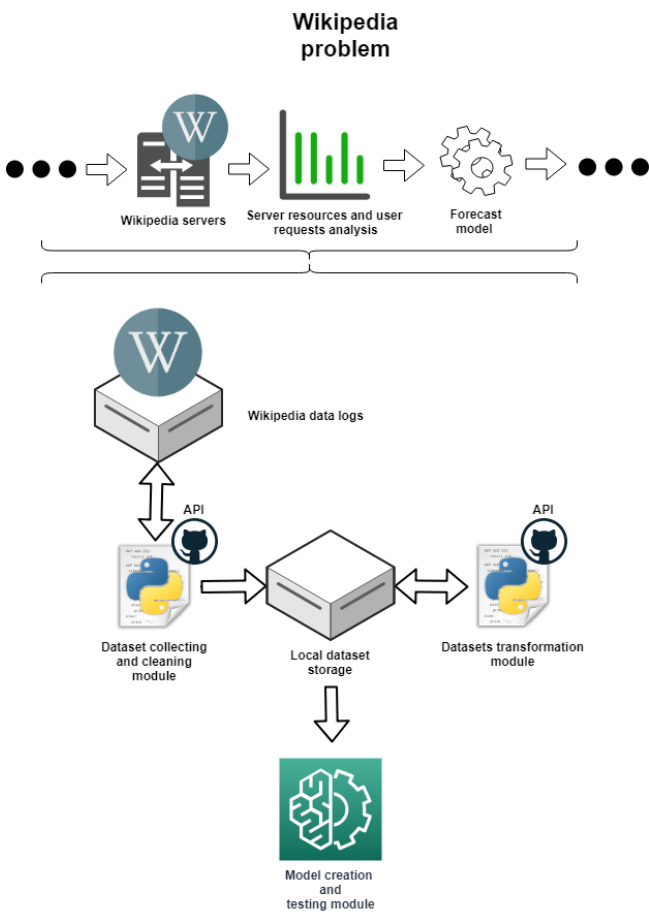 Wikipedia
problem
W
Wikipedia servers
Server resources and user
requests analysis
Forecast
model
W
Wikipedia data logs
API
API
Dataset collecting
and cleaning
module
Local dataset
storage
Datasets transformation
module
Model creation
and
testing module